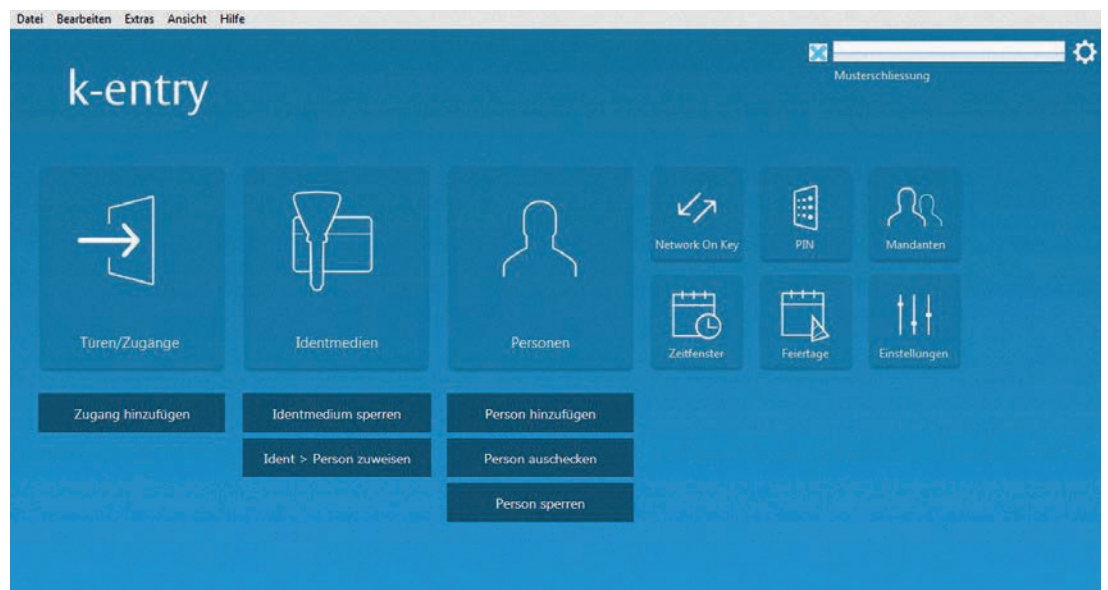 Datei Bearbeiten Extras Ansicht Hilfe
k-entry
Musterschliessung
Türen/Zugänge
Identmedien
Personen
Network On Key
PIN
Mandanten
Zeitfenster
Feiertage
Einstellungen
Zugang hinzufügen
Identmedium sperren
Person hinzufügen
Ident > Person zuweisen
Person auschecken
Person sperren